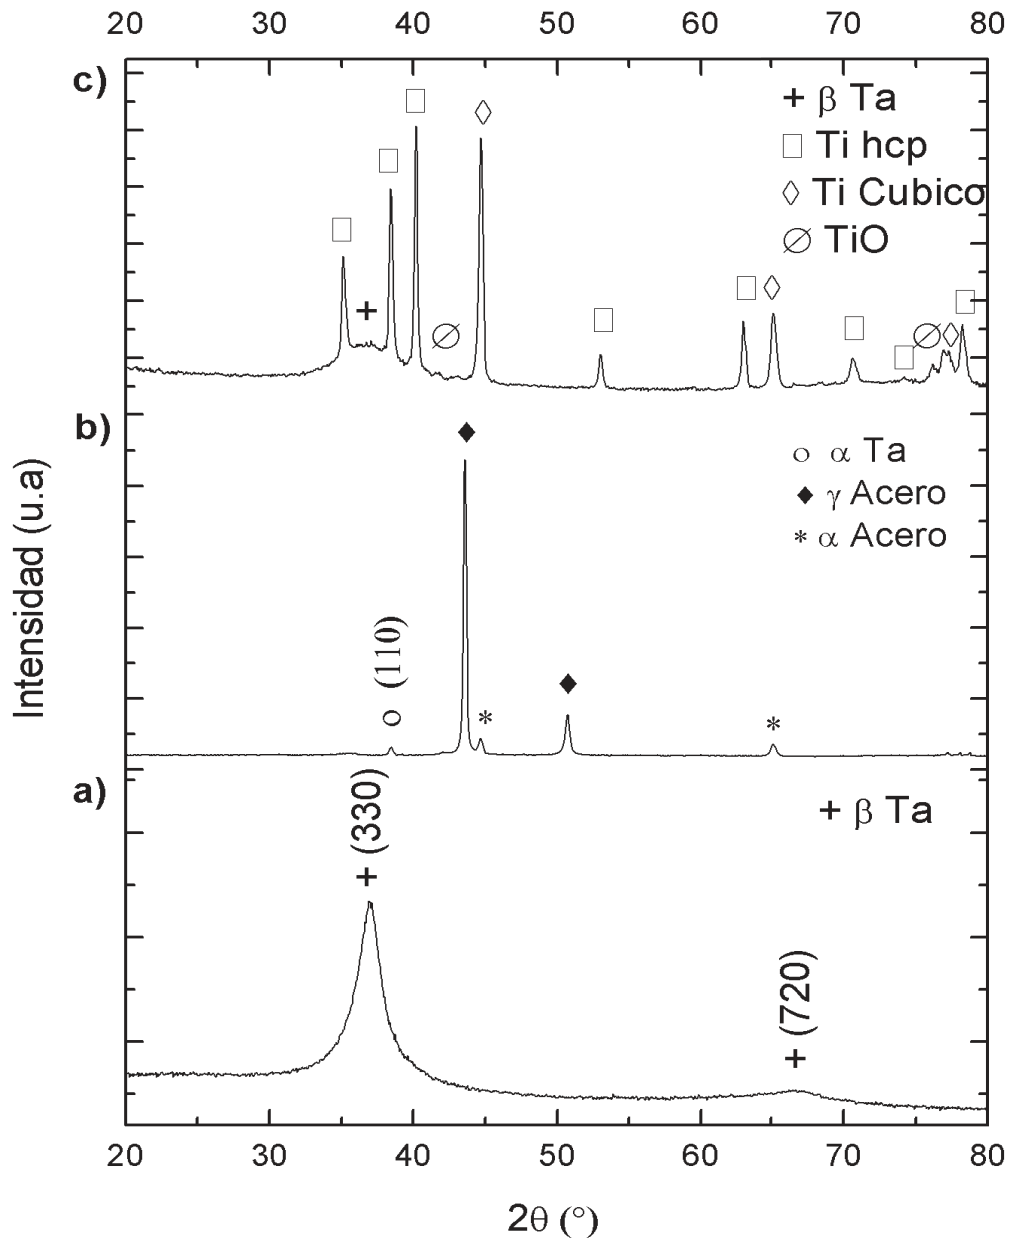 20 30 40 50 60 70 80
c)
+ β Ta
□ Ti hcp
◇ Ti Cubico
∅ TiO
b)
○ α Ta
◆ γ Acero
* α Acero
(110)
Intensidad (u.a)
a)
+ β Ta
+ (330)
+ (720)
20 30 40 50 60 70 80
2θ (°)